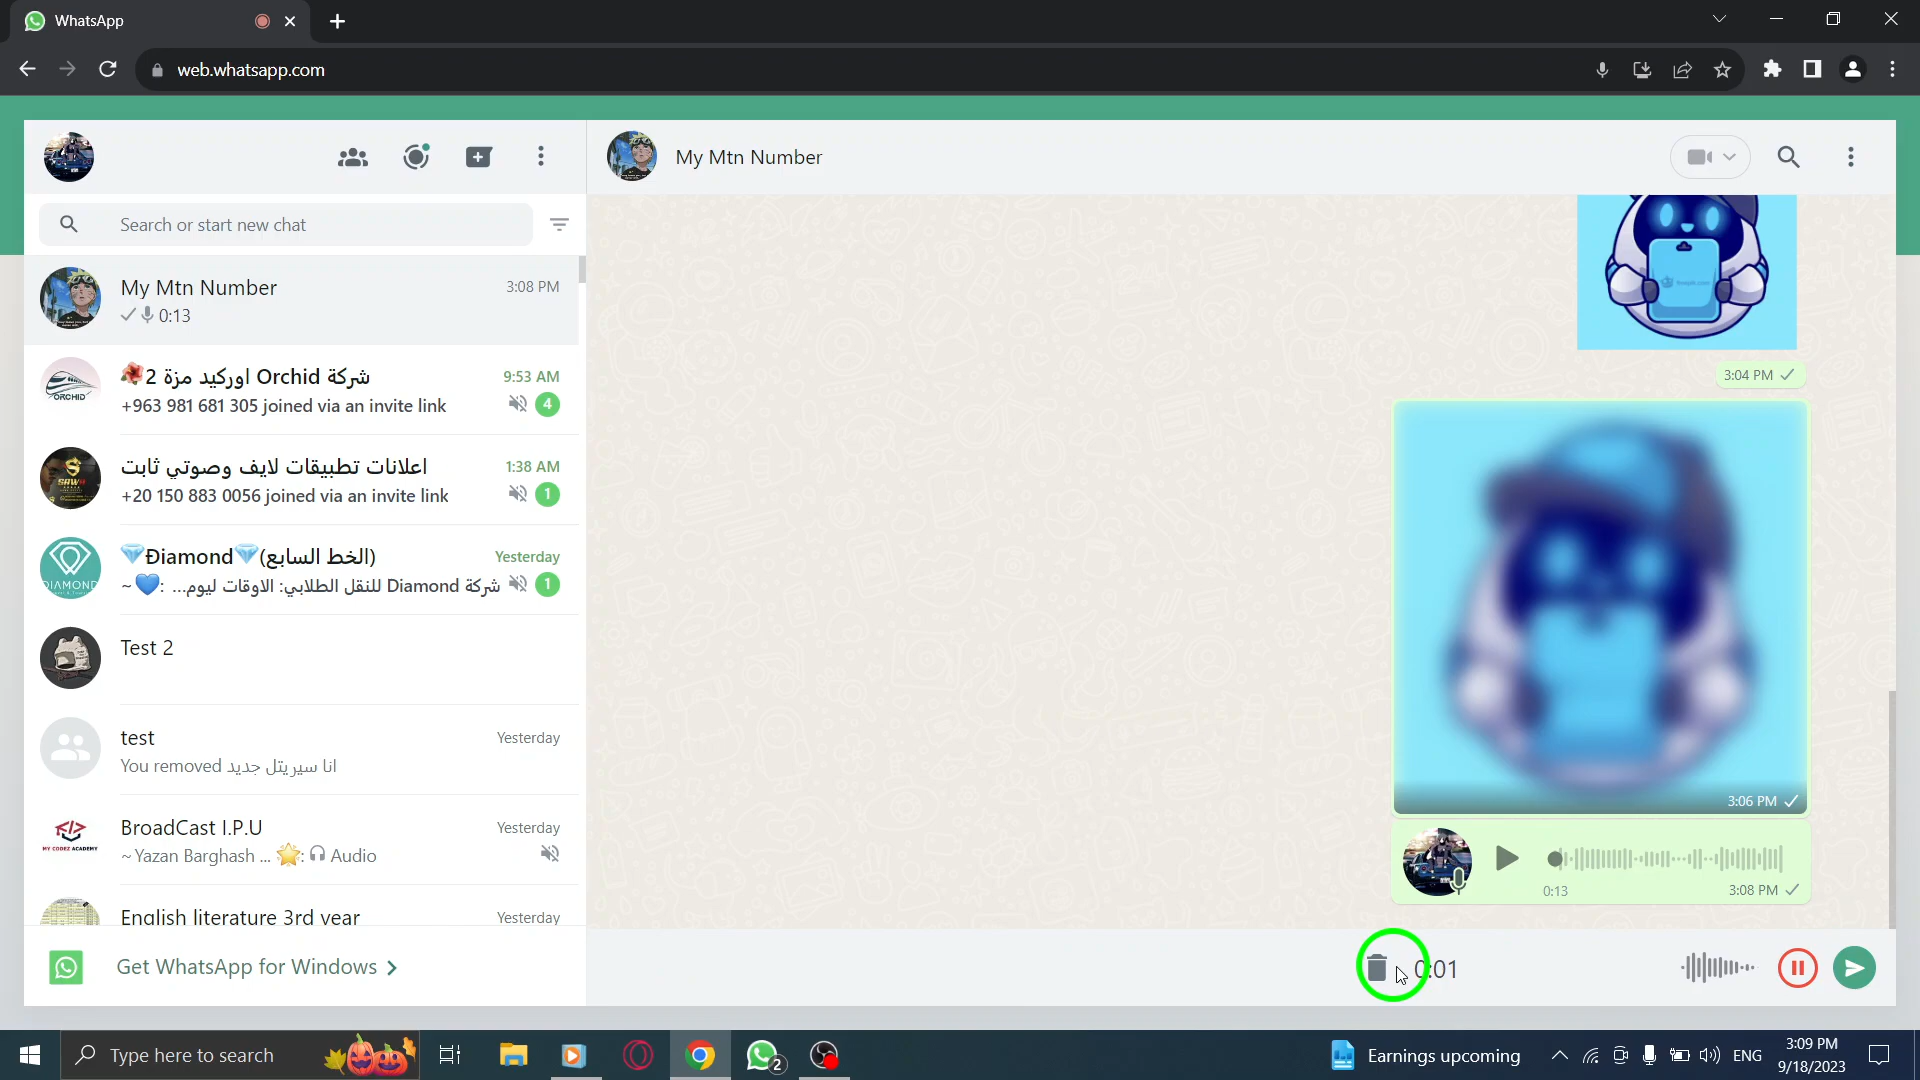 WhatsApp
web.whatsapp.com
My Mtn Number
Search or start new chat
My Mtn Number 3:08 PM
0:13
شركة Orchid اوركيد مزة 2🌺 9:53 AM
+963 981 681 305 joined via an invite link 4
اعلانات تطبيقات لايف وصوتي ثابت 1:38 AM
+20 150 883 0056 joined via an invite link 1
💎Ðiamond💎(الخط السابع) Yesterday
~💙: شركة Diamond للنقل الطلابي: الاوقات ليوم... 1
Test 2
test Yesterday
You removed انا سيريتل جديد
BroadCast I.P.U Yesterday
~Yazan Barghash ... 🌟: Audio
English literature 3rd year Yesterday
Get WhatsApp for Windows
ORCHID
DIAMOND
MY CODEZ ACADEMY
3:04 PM
3:06 PM
0:13 3:08 PM
0:01
Type here to search
2
Earnings upcoming
ENG
3:09 PM
9/18/2023